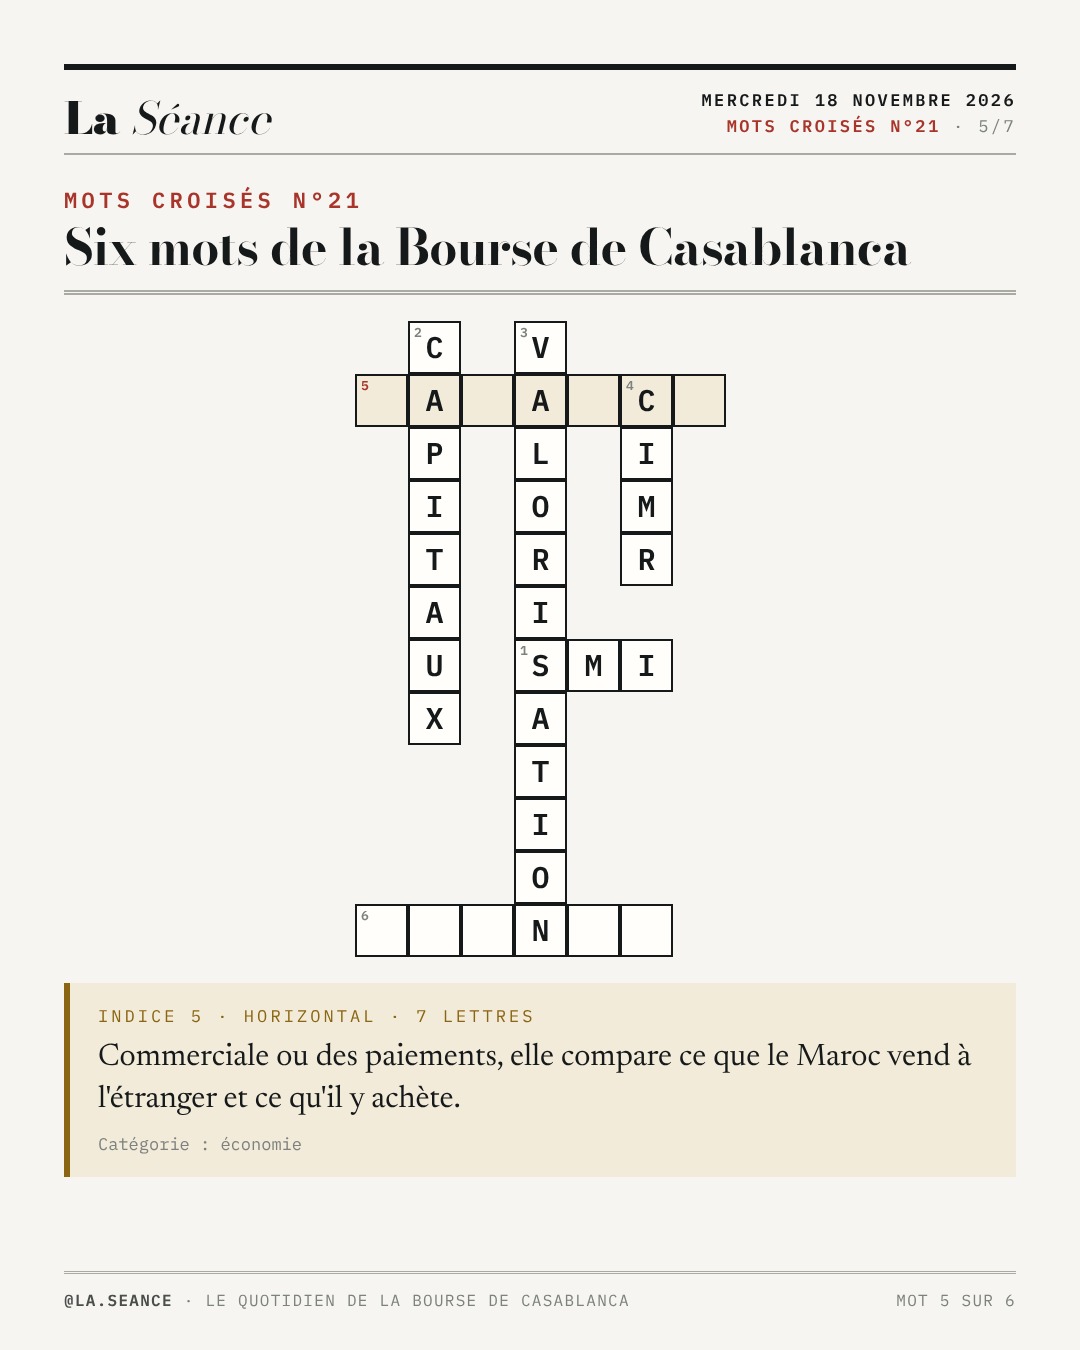 La Séance
MERCREDI 18 NOVEMBRE 2026
MOTS CROISÉS N°21 · 5/7
MOTS CROISÉS N°21
Six mots de la Bourse de Casablanca
2 C 3 V
5 A A 4 C
P L I
I O M
T R R
A I
U 1 S M I
X A
T
I
O
6 N
INDICE 5 · HORIZONTAL · 7 LETTRES
Commerciale ou des paiements, elle compare ce que le Maroc vend à
l'étranger et ce qu'il y achète.
Catégorie : économie
@LA.SEANCE · LE QUOTIDIEN DE LA BOURSE DE CASABLANCA
MOT 5 SUR 6